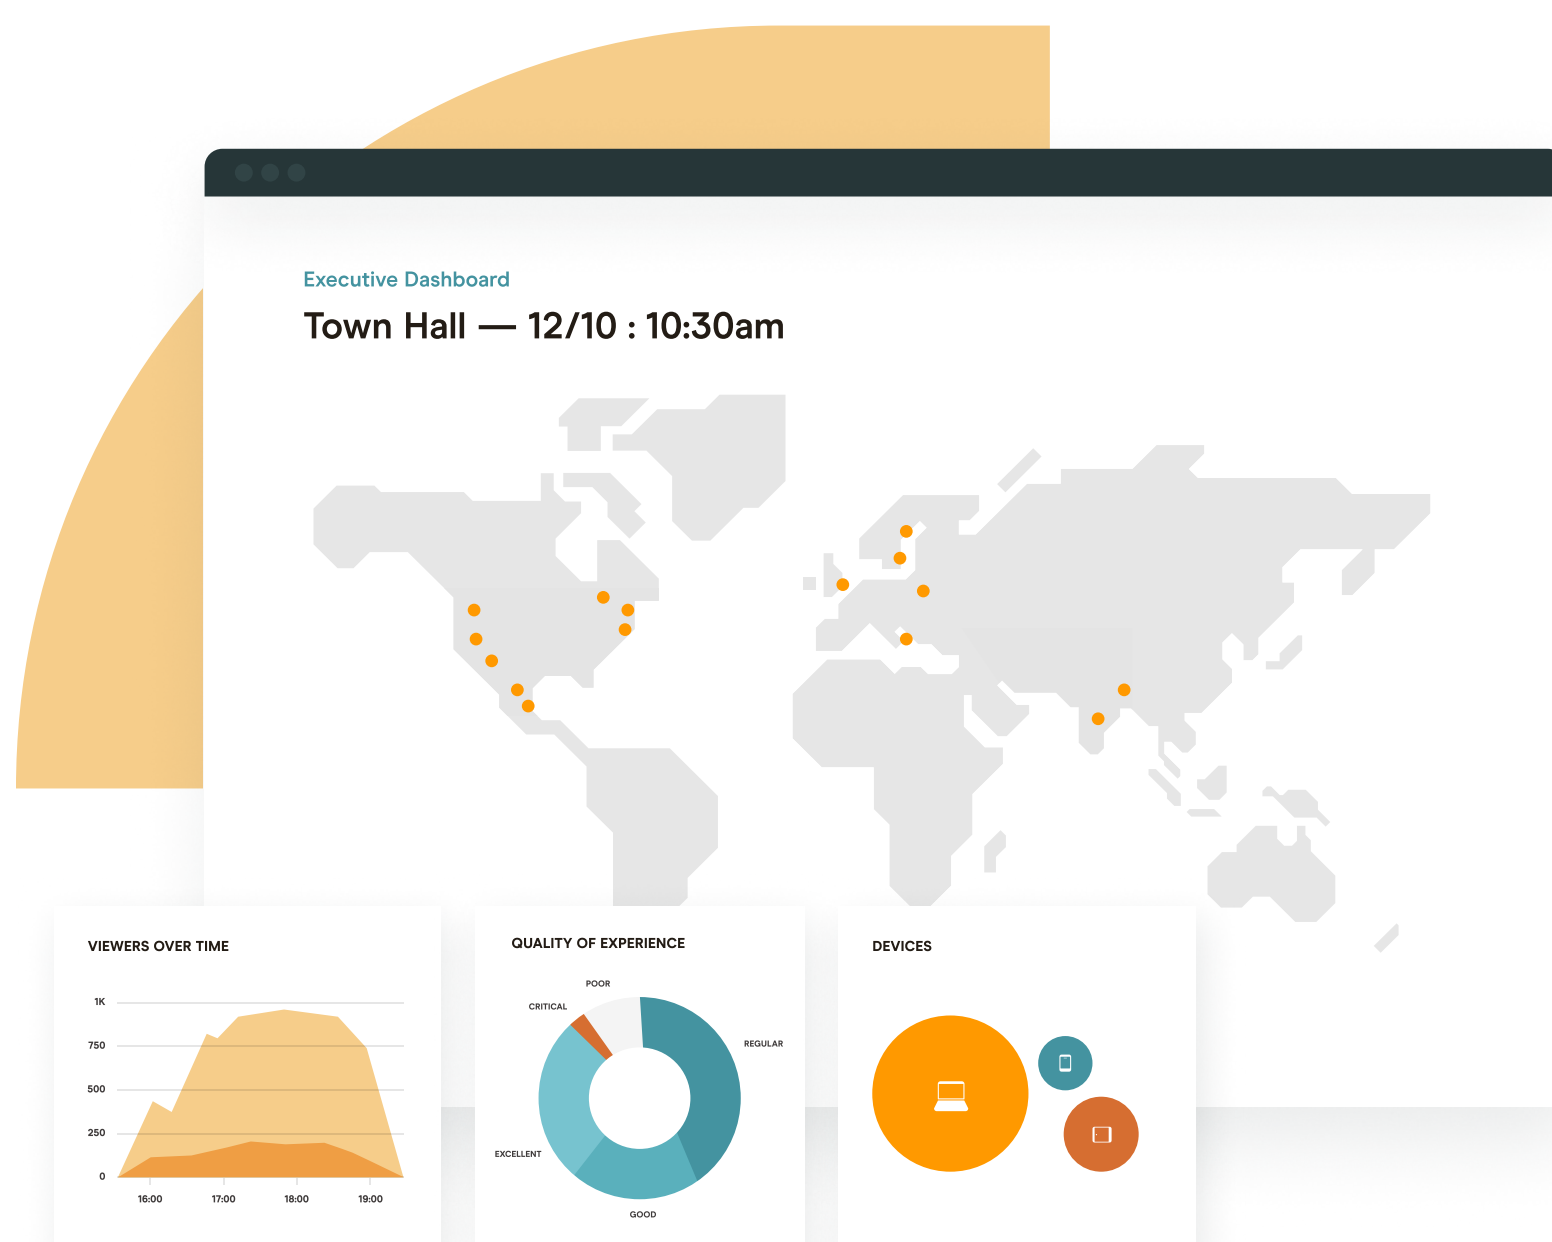 Executive Dashboard
Town Hall — 12/10 : 10:30am
VIEWERS OVER TIME
1K
750
500
250
0
16:00 17:00 18:00 19:00
QUALITY OF EXPERIENCE
POOR
CRITICAL
REGULAR
EXCELLENT
GOOD
DEVICES